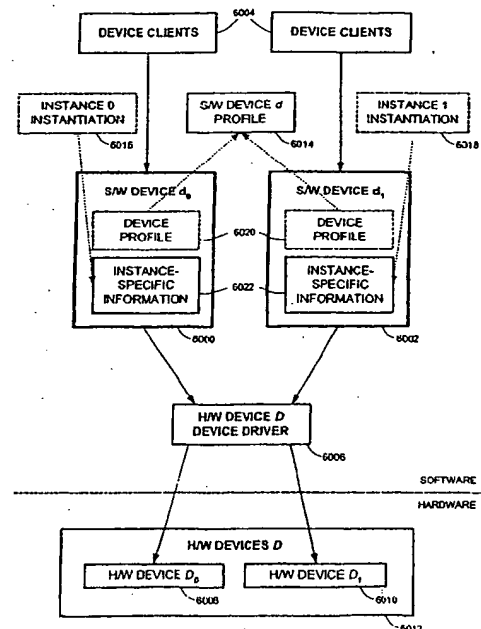 6004
DEVICE CLIENTS
DEVICE CLIENTS
INSTANCE 0
INSTANTIATION
6016
S/W DEVICE d
PROFILE
6014
INSTANCE 1
INSTANTIATION
6018
S/W DEVICE d0
DEVICE
PROFILE
6020
INSTANCE-
SPECIFIC
INFORMATION
6022
6000
S/W DEVICE d1
DEVICE
PROFILE
INSTANCE-
SPECIFIC
INFORMATION
6002
H/W DEVICE D
DEVICE DRIVER
6006
SOFTWARE
HARDWARE
H/W DEVICES D
H/W DEVICE D0
6008
H/W DEVICE D1
6010
6012